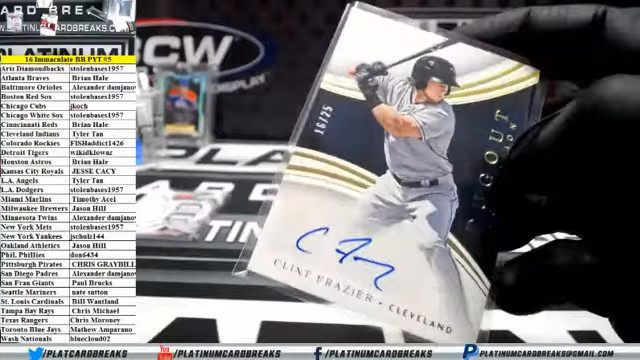 16 Immaculate BB PYT #5
Ariz Diamondbacks stolenbases1957
Atlanta Braves Brian Hale
Baltimore Orioles Alexander damjanov
Boston Red Sox stolenbases1957
Chicago Cubs jkoch
Chicago White Sox stolenbases1957
Cincinnati Reds Brian Hale
Cleveland Indians Tyler Tan
Colorado Rockies FISHaddict1426
Detroit Tigers wikidklownz
Houston Astros Brian Hale
Kansas City Royals JESSE CACY
L.A. Angels Tyler Tan
L.A. Dodgers stolenbases1957
Miami Marlins Timothy Acel
Milwaukee Brewers Jason Hill
Minnesota Twins Alexander damjanov
New York Mets stolenbases1957
New York Yankees jschulz144
Oakland Athletics Jason Hill
Phil. Phillies don6434
Pittsburgh Pirates CHRIS GRAYBILL
San Diego Padres Alexander damjanov
San Fran Giants Paul Brucks
Seattle Mariners nate sutton
St. Louis Cardinals Bill Wantland
Tampa Bay Rays Chris Michael
Texas Rangers Chris Moroney
Toronto Blue Jays Mathew Amparano
Wash Nationals bluecloud02
16/25
CLINT FRAZIER • CLEVELAND
/PLATCARDBREAKS
/PLATINUMCARDBREAKS
/PLATINUMCARDBREAKS
PLATINUMCARDBREAKS@GMAIL.COM